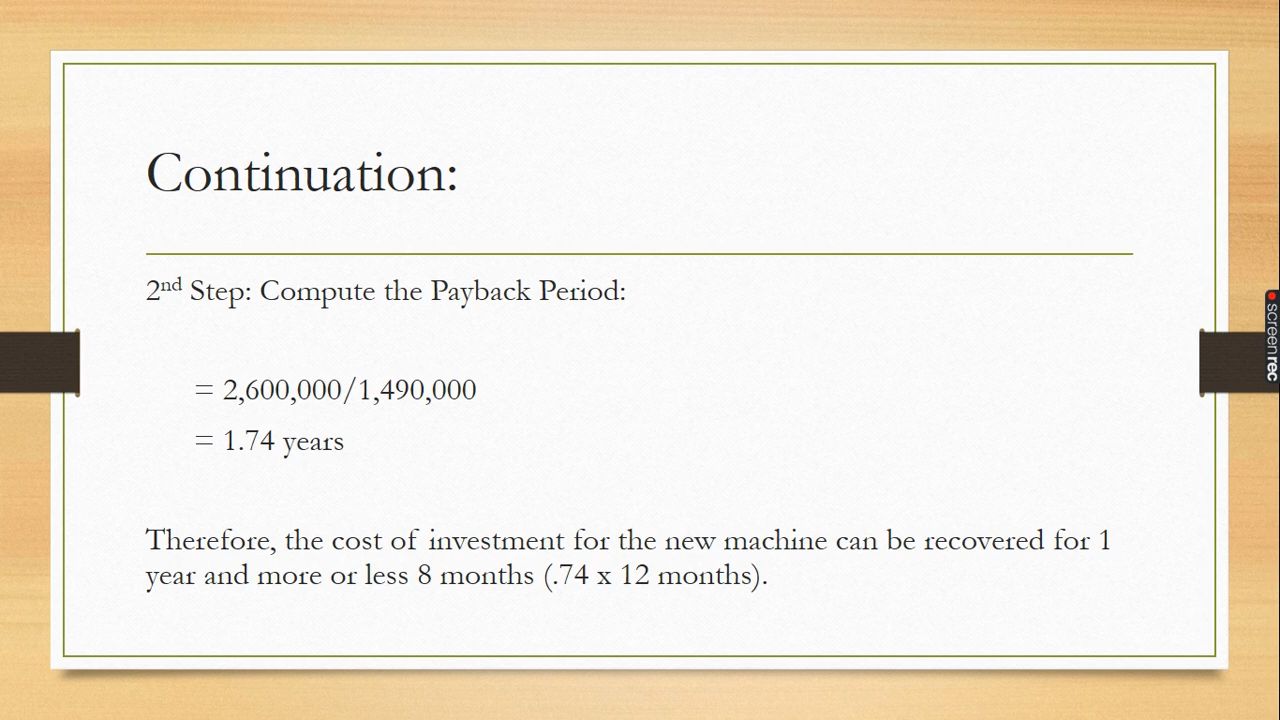 Continuation:
2nd Step: Compute the Payback Period:
= 2,600,000/1,490,000
= 1.74 years
Therefore, the cost of investment for the new machine can be recovered for 1
year and more or less 8 months (.74 x 12 months).
screenrec